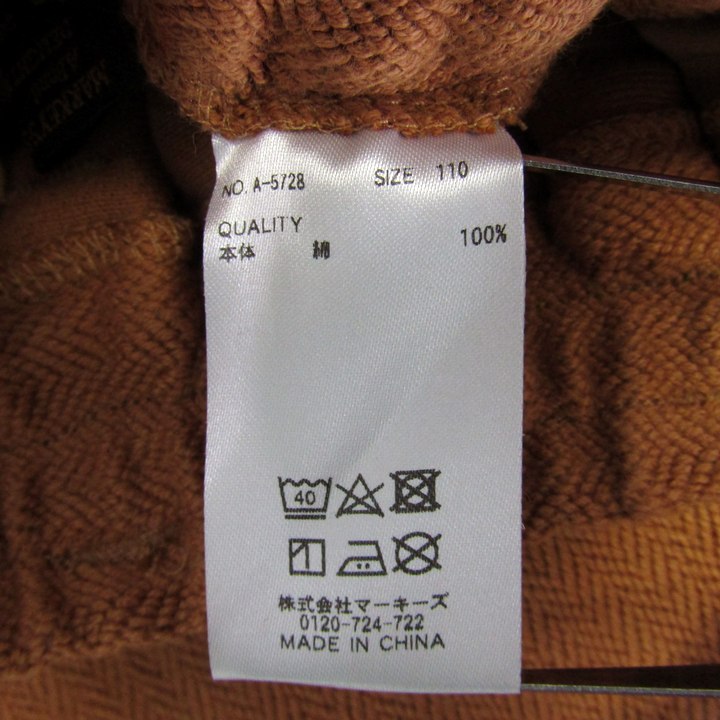 NO. A-5728 SIZE 110
QUALITY
本体 綿 100%
40
株式会社マーキーズ
0120-724-722
MADE IN CHINA